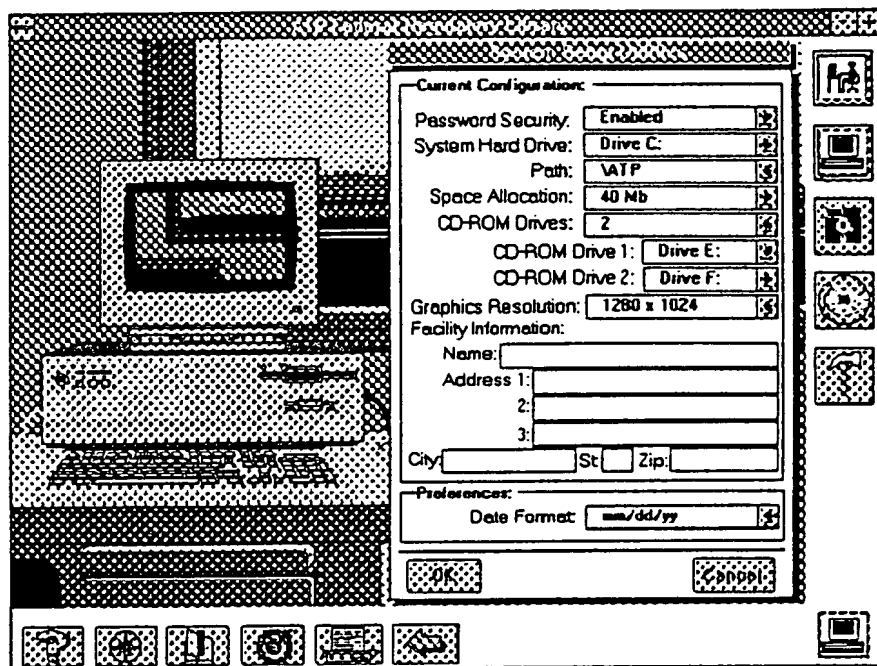 Current Configuration:
Password Security: Enabled
System Hard Drive: Drive C:
Path: \ATP
Space Allocation: 40 Mb
CD-ROM Drives: 2
CD-ROM Drive 1: Drive E:
CD-ROM Drive 2: Drive F:
Graphics Resolution: 1280 x 1024
Facility Information:
Name:
Address 1:
2:
3:
City: St: Zip:
Preferences:
Date Format: mm/dd/yy
OK Cancel